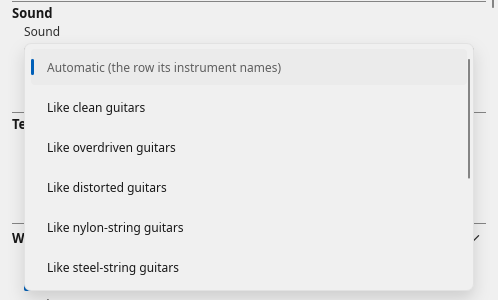 Sound
Sound
Automatic (the row its instrument names)
Like clean guitars
Te
Like overdriven guitars
Like distorted guitars
Like nylon-string guitars
W
Like steel-string guitars